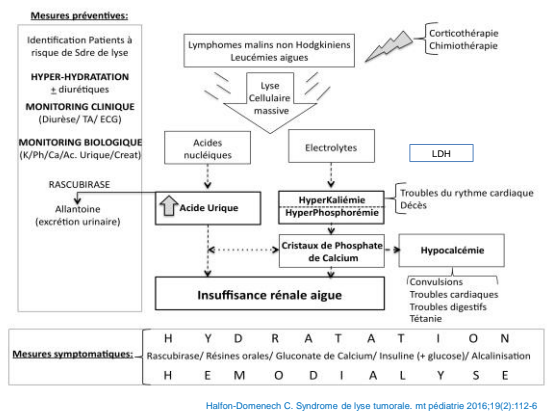 Mesures préventives:
Identification Patients à
risque de Sdre de lyse
HYPER-HYDRATATION
+ diurétiques
MONITORING CLINIQUE
(Diurèse/ TA/ ECG)
MONITORING BIOLOGIQUE
(K/Ph/Ca/Ac. Urique/Creat)
RASCUBIRASE
Allantoine
(excrétion urinaire)
Lymphomes malins non Hodgkiniens
Leucémies aigues
Corticothérapie
Chimiothérapie
Lyse
Cellulaire
massive
Acides
nucléiques
Electrolytes
LDH
Acide Urique
HyperKaliémie
HyperPhosphorémie
Troubles du rythme cardiaque
Décès
Cristaux de Phosphate
de Calcium
Hypocalcémie
Convulsions
Troubles cardiaques
Troubles digestifs
Tétanie
Insuffisance rénale aigue
Mesures symptomatiques:
H Y D R A T A T I O N
Rascubirase/ Résines orales/ Gluconate de Calcium/ Insuline (+ glucose)/ Alcalinisation
H E M O D I A L Y S E
Halfon-Domenech C. Syndrome de lyse tumorale. mt pédiatrie 2016;19(2):112-6